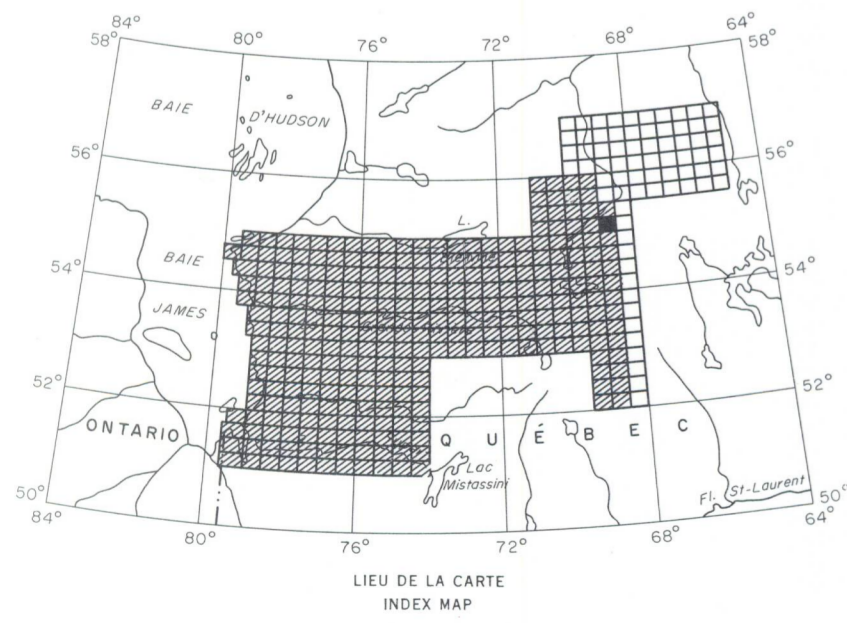 84°
80°
76°
72°
68°
64°
58°
58°
BAIE
D'HUDSON
56°
56°
L.
BAIE
54°
54°
JAMES
52°
52°
ONTARIO
QUÉBEC
Lac
Mistassini
Fl. St-Laurent
50°
50°
84°
80°
76°
72°
68°
64°
LIEU DE LA CARTE
INDEX MAP